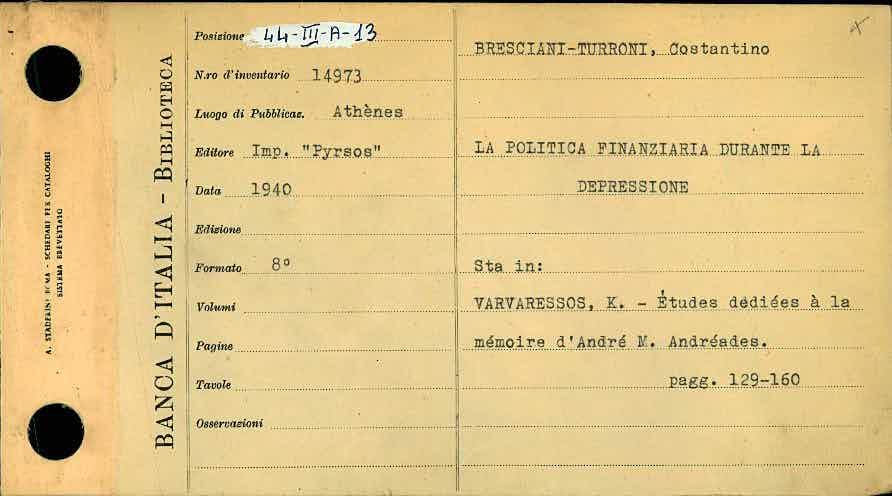 A. STADERINI ROMA - SCHEDARI PER CATALOGHI
SISTEMA BREVETTATO
BANCA D'ITALIA - BIBLIOTECA
Posizione 44-III-A-13
N.ro d'inventario 14973
Luogo di Pubblicaz. Athènes
Editore Imp. "Pyrsos"
Data 1940
Edizione
Formato 8°
Volumi
Pagine
Tavole
Osservazioni
BRESCIANI-TURRONI, Costantino
LA POLITICA FINANZIARIA DURANTE LA
DEPRESSIONE
Sta in:
VARVARESSOS, K. - Études dédiées à la
mémoire d'André M. Andréades.
pagg. 129-160